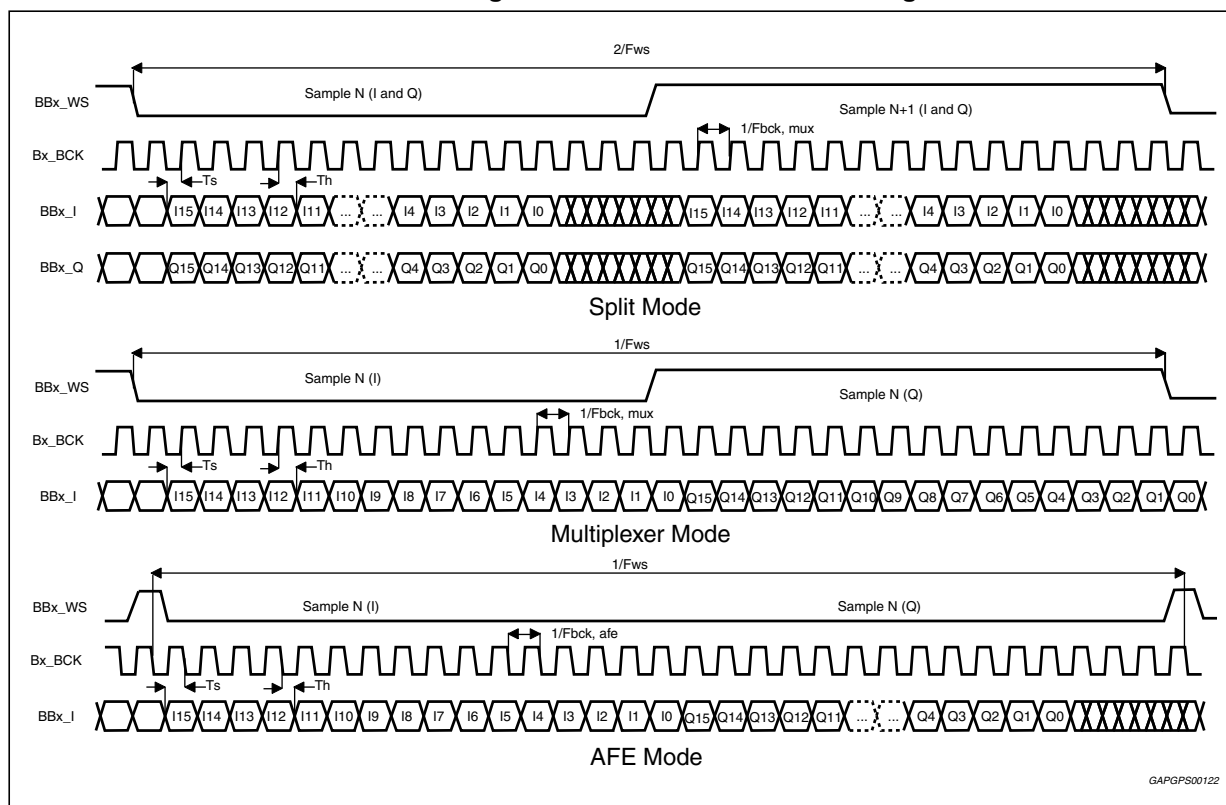 2/Fws
BBx_WS
Sample N (I and Q)
Sample N+1 (I and Q)
1/Fbck, mux
Bx_BCK
Ts
Th
BBx_I
I15 I14 I13 I12 I11 ... ... I4 I3 I2 I1 I0 I15 I14 I13 I12 I11 ... ... I4 I3 I2 I1 I0
BBx_Q
Q15 Q14 Q13 Q12 Q11 ... ... Q4 Q3 Q2 Q1 Q0 Q15 Q14 Q13 Q12 Q11 ... ... Q4 Q3 Q2 Q1 Q0
Split Mode
1/Fws
BBx_WS
Sample N (I)
Sample N (Q)
1/Fbck, mux
Bx_BCK
Ts
Th
BBx_I
I15 I14 I13 I12 I11 I10 I9 I8 I7 I6 I5 I4 I3 I2 I1 I0 Q15 Q14 Q13 Q12 Q11 Q10 Q9 Q8 Q7 Q6 Q5 Q4 Q3 Q2 Q1 Q0
Multiplexer Mode
1/Fws
BBx_WS
Sample N (I)
Sample N (Q)
1/Fbck, afe
Bx_BCK
Ts
Th
BBx_I
I15 I14 I13 I12 I11 I10 I9 I8 I7 I6 I5 I4 I3 I2 I1 I0 Q15 Q14 Q13 Q12 Q11 ... ... Q4 Q3 Q2 Q1 Q0
AFE Mode
GAPGPS00122